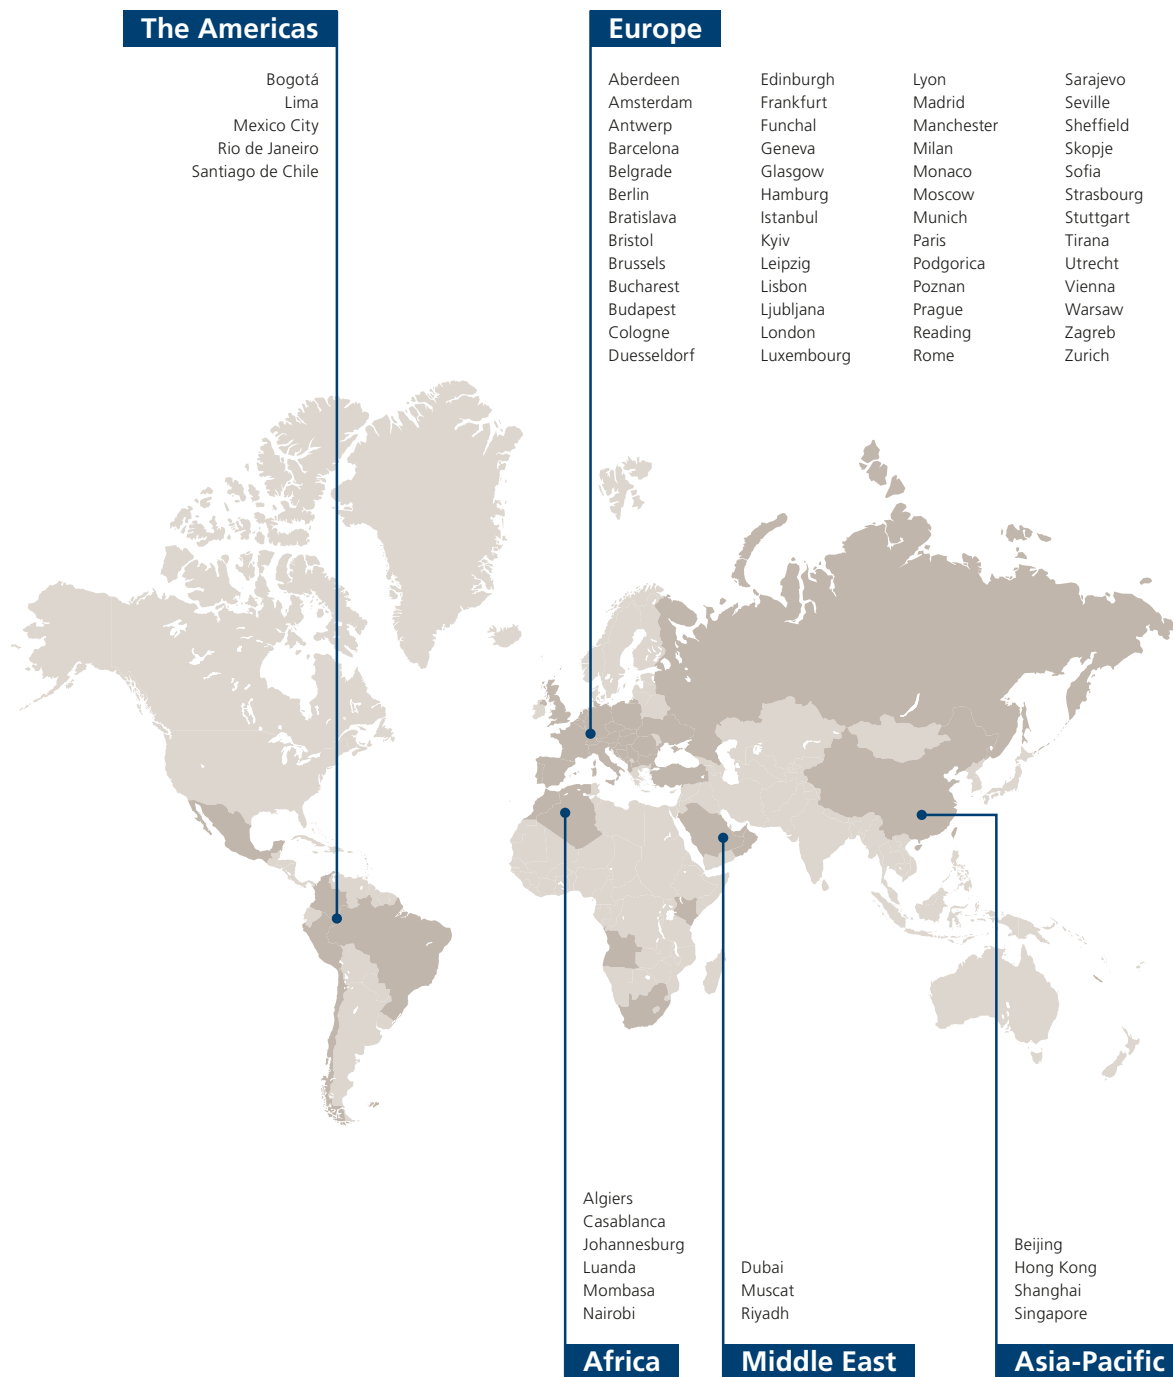 The Americas
Bogotá
Lima
Mexico City
Rio de Janeiro
Santiago de Chile
Europe
Aberdeen
Amsterdam
Antwerp
Barcelona
Belgrade
Berlin
Bratislava
Bristol
Brussels
Bucharest
Budapest
Cologne
Duesseldorf
Edinburgh
Frankfurt
Funchal
Geneva
Glasgow
Hamburg
Istanbul
Kyiv
Leipzig
Lisbon
Ljubljana
London
Luxembourg
Lyon
Madrid
Manchester
Milan
Monaco
Moscow
Munich
Paris
Podgorica
Poznan
Prague
Reading
Rome
Sarajevo
Seville
Sheffield
Skopje
Sofia
Strasbourg
Stuttgart
Tirana
Utrecht
Vienna
Warsaw
Zagreb
Zurich
Algiers
Casablanca
Johannesburg
Luanda
Mombasa
Nairobi
Africa
Dubai
Muscat
Riyadh
Middle East
Beijing
Hong Kong
Shanghai
Singapore
Asia-Pacific